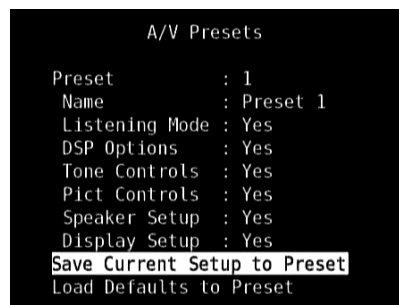 A/V Presets
Preset : 1
Name : Preset 1
Listening Mode : Yes
DSP Options : Yes
Tone Controls : Yes
Pict Controls : Yes
Speaker Setup : Yes
Display Setup : Yes
Save Current Setup to Preset
Load Defaults to Preset